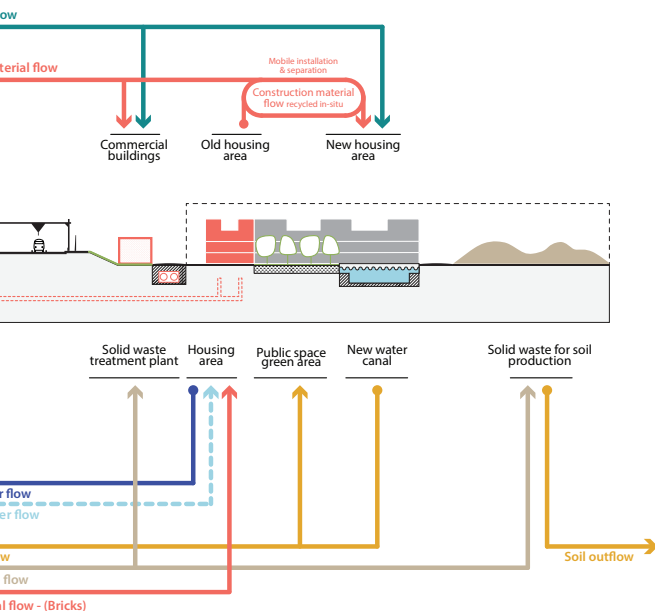 ow
terial flow
Mobile installation
& separation
Construction material
flow recycled in-situ
Commercial
buildings
Old housing
area
New housing
area
Solid waste
treatment plant
Housing
area
Public space
green area
New water
canal
Solid waste for soil
production
r flow
er flow
w
Soil outflow
flow
al flow - (Bricks)